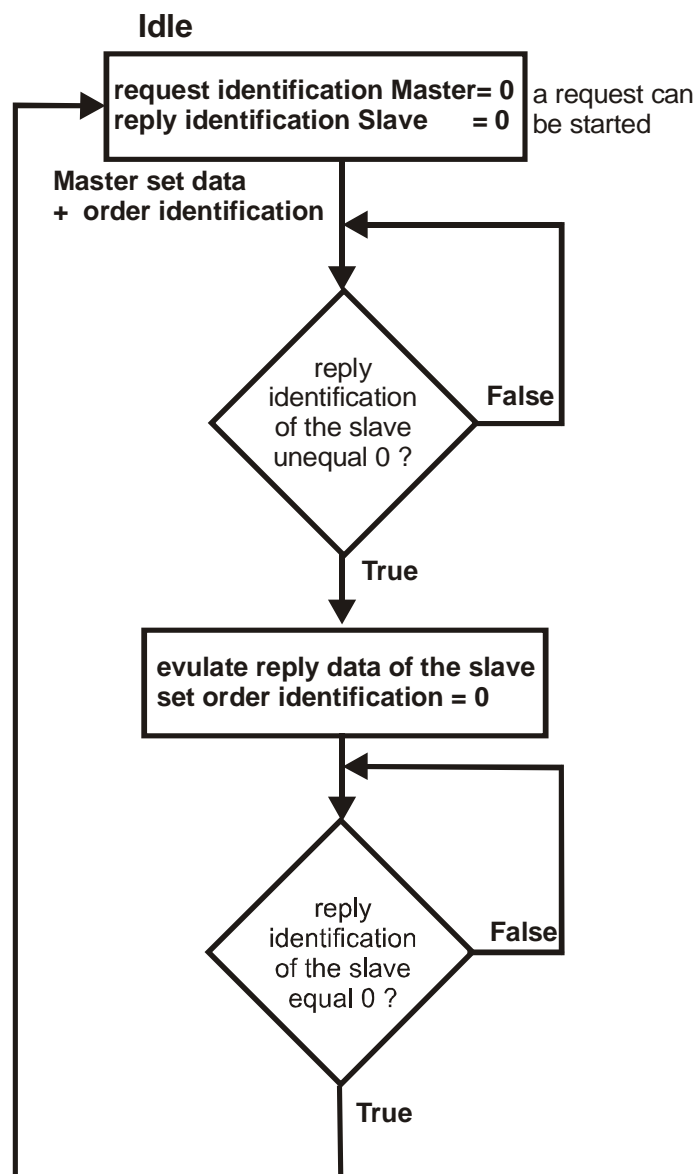 Idle
request identification Master= 0
reply identification Slave = 0
a request can
be started
Master set data
+ order identification
reply
identification
of the slave
unequal 0 ?
False
True
evulate reply data of the slave
set order identification = 0
reply
identification
of the slave
equal 0 ?
False
True